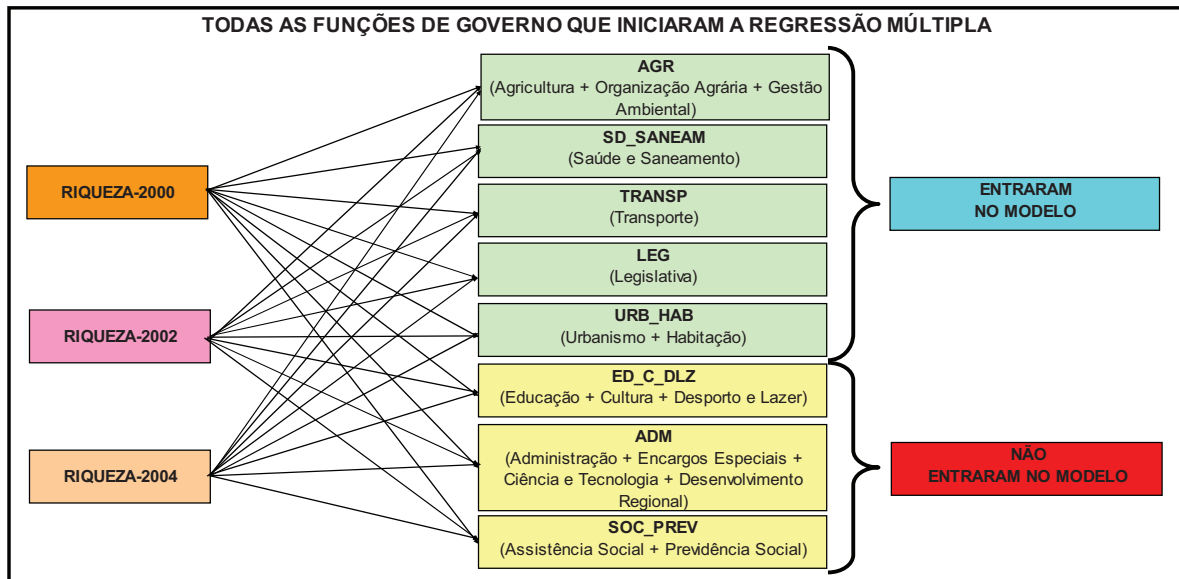 TODAS AS FUNÇÕES DE GOVERNO QUE INICIARAM A REGRESSÃO MÚLTIPLA
RIQUEZA-2000
RIQUEZA-2002
RIQUEZA-2004
AGR
(Agricultura + Organização Agrária + Gestão
Ambiental)
SD_SANEAM
(Saúde e Saneamento)
TRANSP
(Transporte)
LEG
(Legislativa)
URB_HAB
(Urbanismo + Habitação)
ED_C_DLZ
(Educação + Cultura + Desporto e Lazer)
ADM
(Administração + Encargos Especiais +
Ciência e Tecnologia + Desenvolvimento
Regional)
SOC_PREV
(Assistência Social + Previdência Social)
ENTRARAM
NO MODELO
NÃO
ENTRARAM NO MODELO